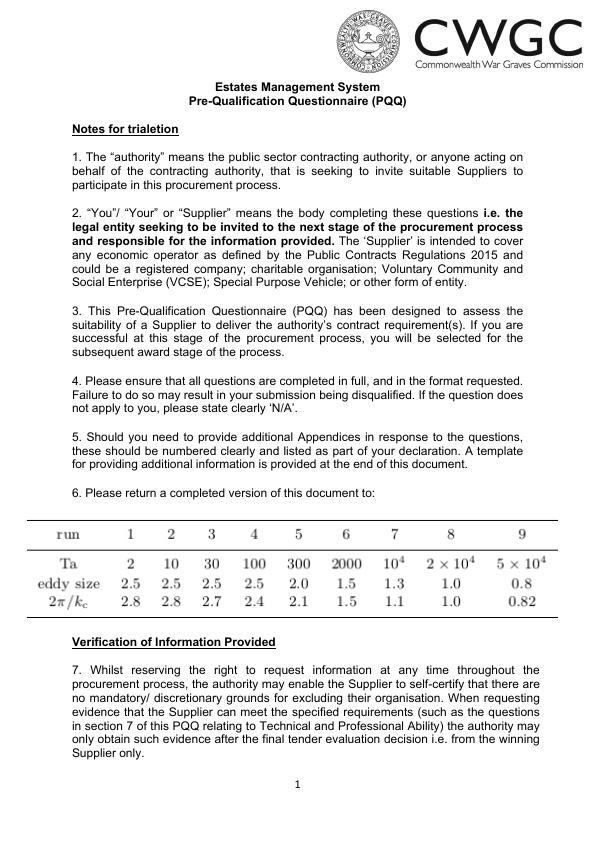 CWGC
Commonwealth War Graves Commission
Estates Management System
Pre-Qualification Questionnaire (PQQ)
Notes for trialetion
1. The “authority” means the public sector contracting authority, or anyone acting on
behalf of the contracting authority, that is seeking to invite suitable Suppliers to
participate in this procurement process.
2. “You”/ “Your” or “Supplier” means the body completing these questions i.e. the
legal entity seeking to be invited to the next stage of the procurement process
and responsible for the information provided. The ‘Supplier’ is intended to cover
any economic operator as defined by the Public Contracts Regulations 2015 and
could be a registered company; charitable organisation; Voluntary Community and
Social Enterprise (VCSE); Special Purpose Vehicle; or other form of entity.
3. This Pre-Qualification Questionnaire (PQQ) has been designed to assess the
suitability of a Supplier to deliver the authority’s contract requirement(s). If you are
successful at this stage of the procurement process, you will be selected for the
subsequent award stage of the process.
4. Please ensure that all questions are completed in full, and in the format requested.
Failure to do so may result in your submission being disqualified. If the question does
not apply to you, please state clearly ‘N/A’.
5. Should you need to provide additional Appendices in response to the questions,
these should be numbered clearly and listed as part of your declaration. A template
for providing additional information is provided at the end of this document.
6. Please return a completed version of this document to:
run 1 2 3 4 5 6 7 8 9
Ta 2 10 30 100 300 2000 10⁴ 2 × 10⁴ 5 × 10⁴
eddy size 2.5 2.5 2.5 2.5 2.0 1.5 1.3 1.0 0.8
2π/k_c 2.8 2.8 2.7 2.4 2.1 1.5 1.1 1.0 0.82
Verification of Information Provided
7. Whilst reserving the right to request information at any time throughout the
procurement process, the authority may enable the Supplier to self-certify that there are
no mandatory/ discretionary grounds for excluding their organisation. When requesting
evidence that the Supplier can meet the specified requirements (such as the questions
in section 7 of this PQQ relating to Technical and Professional Ability) the authority may
only obtain such evidence after the final tender evaluation decision i.e. from the winning
Supplier only.
1